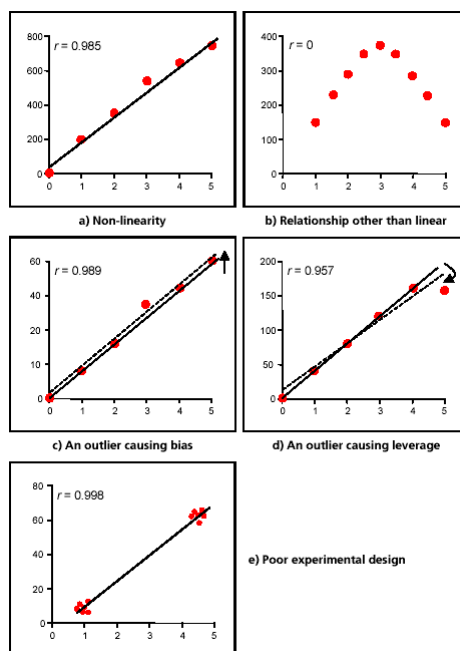 r = 0.985
800
600
400
200
0
0 1 2 3 4 5
a) Non-linearity
r = 0
400
300
200
100
0
0 1 2 3 4 5
b) Relationship other than linear
r = 0.989
60
40
20
10
0
0 1 2 3 4 5
c) An outlier causing bias
r = 0.957
200
150
100
50
0
0 1 2 3 4 5
d) An outlier causing leverage
r = 0.998
80
60
40
20
0
0 1 2 3 4 5
e) Poor experimental design